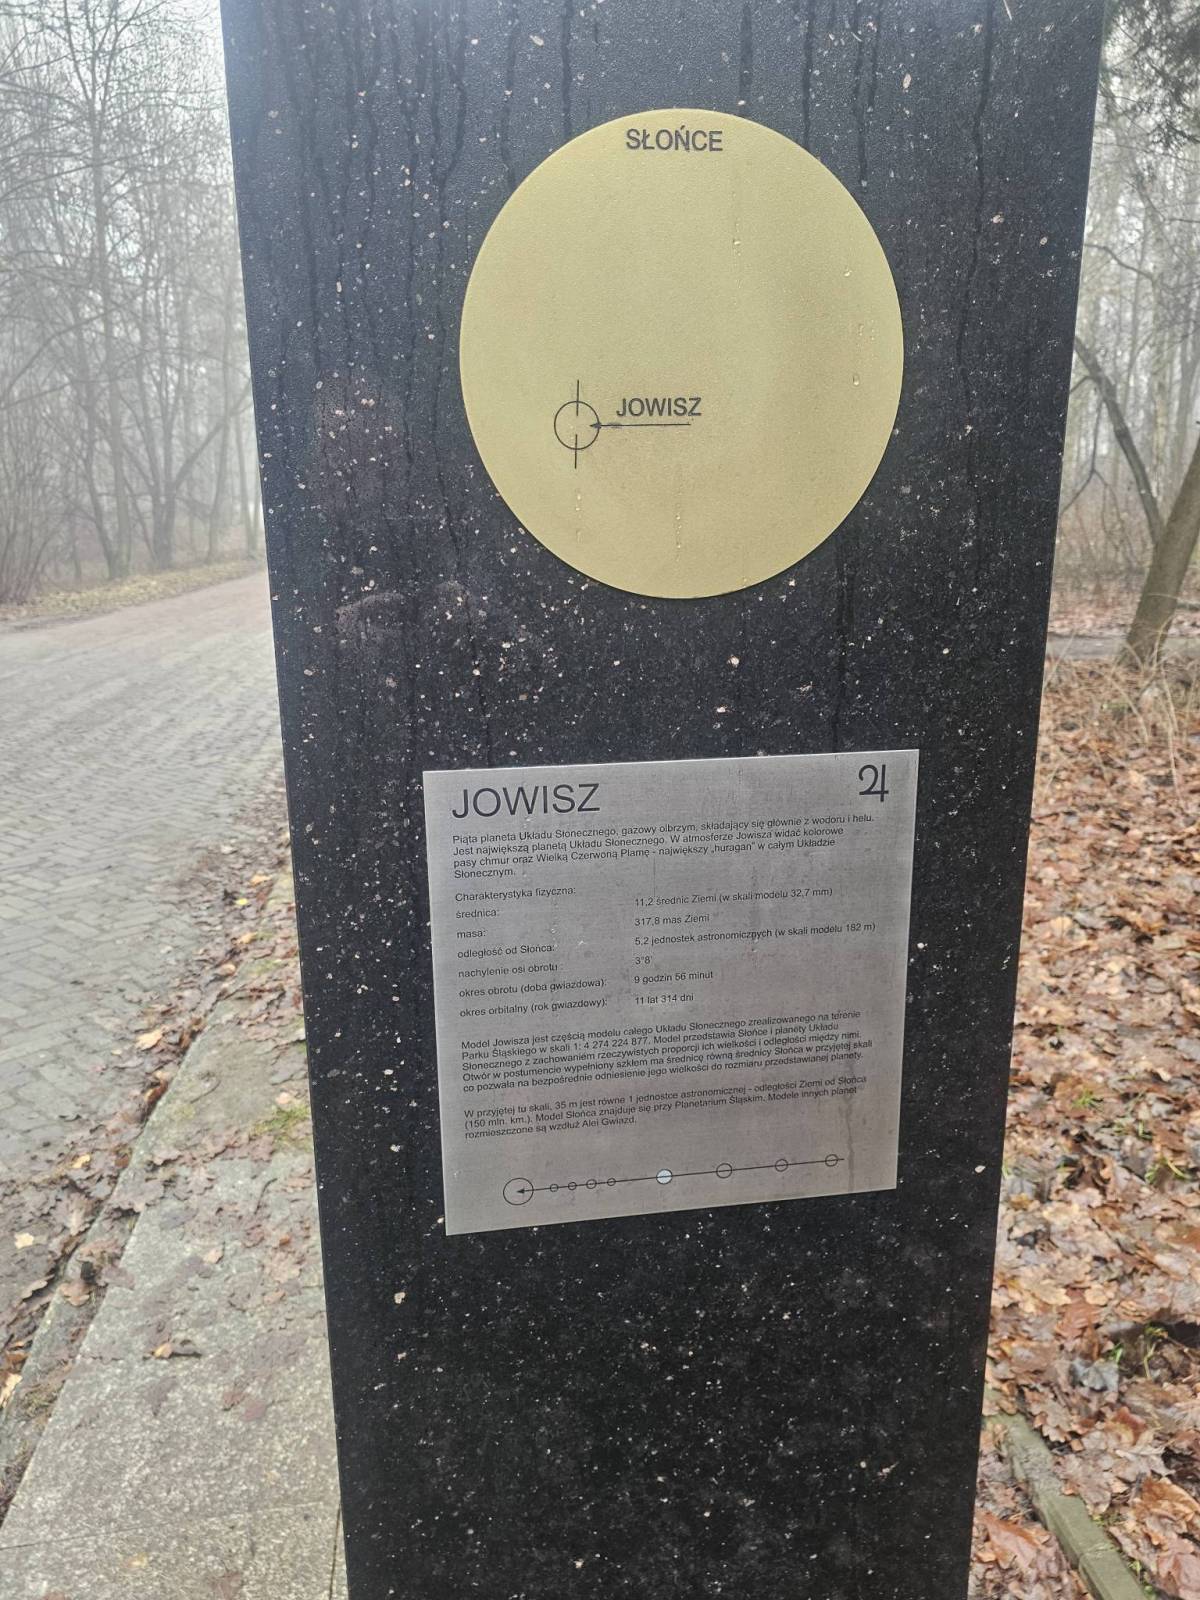 SŁOŃCE
JOWISZ
JOWISZ ♃
Piąta planeta Układu Słonecznego, gazowy olbrzym, składający się głównie z wodoru i helu.
Jest największą planetą Układu Słonecznego. W atmosferze Jowisza widać kolorowe
pasy chmur oraz Wielką Czerwoną Plamę - największy „huragan” w całym Układzie
Słonecznym.
Charakterystyka fizyczna:
średnica: 11,2 średnic Ziemi (w skali modelu 32,7 mm)
masa: 317,8 mas Ziemi
odległość od Słońca: 5,2 jednostek astronomicznych (w skali modelu 182 m)
nachylenie osi obrotu : 3°8'
okres obrotu (doba gwiazdowa): 9 godzin 56 minut
okres orbitalny (rok gwiazdowy): 11 lat 314 dni
Model Jowisza jest częścią modelu całego Układu Słonecznego zrealizowanego na terenie
Parku Śląskiego w skali 1: 4 274 224 877. Model przedstawia Słońce i planety Układu
Słonecznego z zachowaniem rzeczywistych proporcji ich wielkości i odległości między nimi.
Otwór w postumencie wypełniony szkłem ma średnicę równą średnicy Słońca w przyjętej skali
co pozwala na bezpośrednie odniesienie jego wielkości do rozmiaru przedstawianej planety.
W przyjętej tu skali, 35 m jest równe 1 jednostce astronomicznej - odległości Ziemi od Słońca
(150 mln. km.). Model Słońca znajduje się przy Planetarium Śląskim. Modele innych planet
rozmieszczone są wzdłuż Alei Gwiazd.